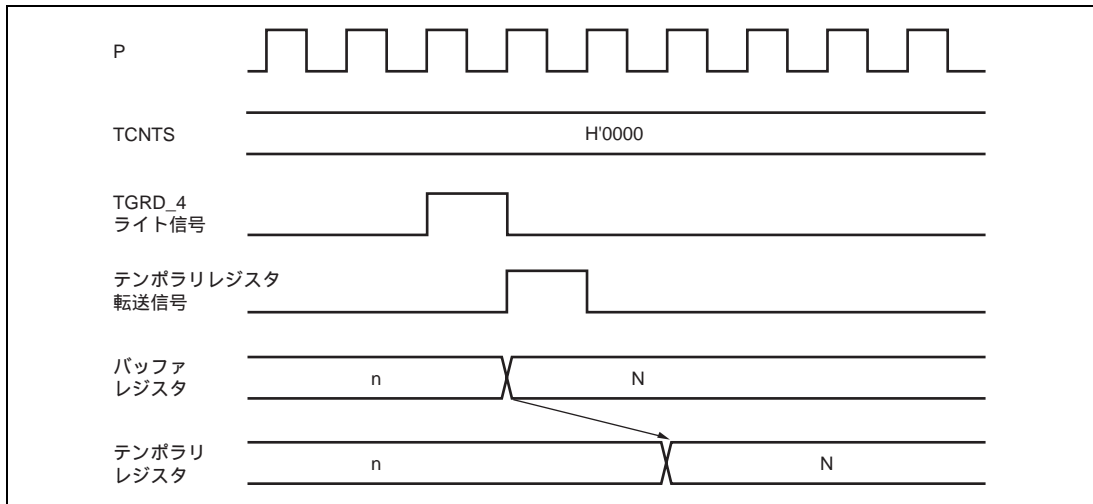 P
TCNTS
H'0000
TGRD_4
ライト信号
テンポラリレジスタ
転送信号
バッファ
レジスタ
n
N
テンポラリ
レジスタ
n
N